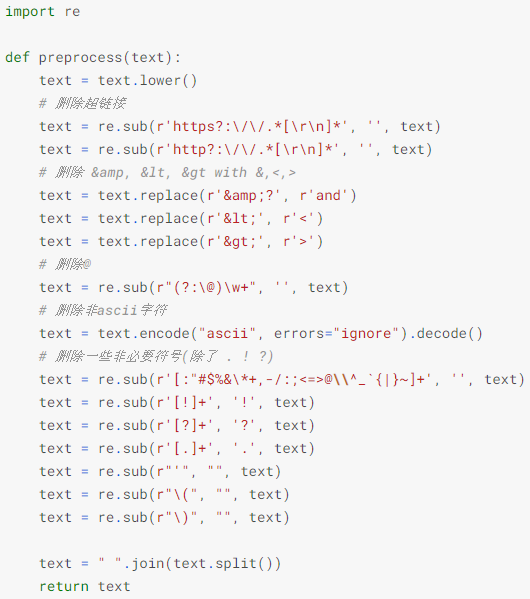 import re

def preprocess(text):
    text = text.lower()
    # 删除超链接
    text = re.sub(r'https?:\/\/.*[\r\n]*', '', text)
    text = re.sub(r'http?:\/\/.*[\r\n]*', '', text)
    # 删除 &amp, &lt, &gt with &,<,>
    text = text.replace(r'&amp;?', r'and')
    text = text.replace(r'&lt;', r'<')
    text = text.replace(r'&gt;', r'>')
    # 删除@
    text = re.sub(r"(?:\@)\w+", '', text)
    # 删除非ascii字符
    text = text.encode("ascii", errors="ignore").decode()
    # 删除一些非必要符号(除了 . ! ?)
    text = re.sub(r'[:"#$%&\*+,-/:;<=>@\\^_`{|}~]+', '', text)
    text = re.sub(r'[!]+', '!', text)
    text = re.sub(r'[?]+', '?', text)
    text = re.sub(r'[.]+', '.', text)
    text = re.sub(r"'", "", text)
    text = re.sub(r"\(", "", text)
    text = re.sub(r"\)", "", text)

    text = " ".join(text.split())
    return text